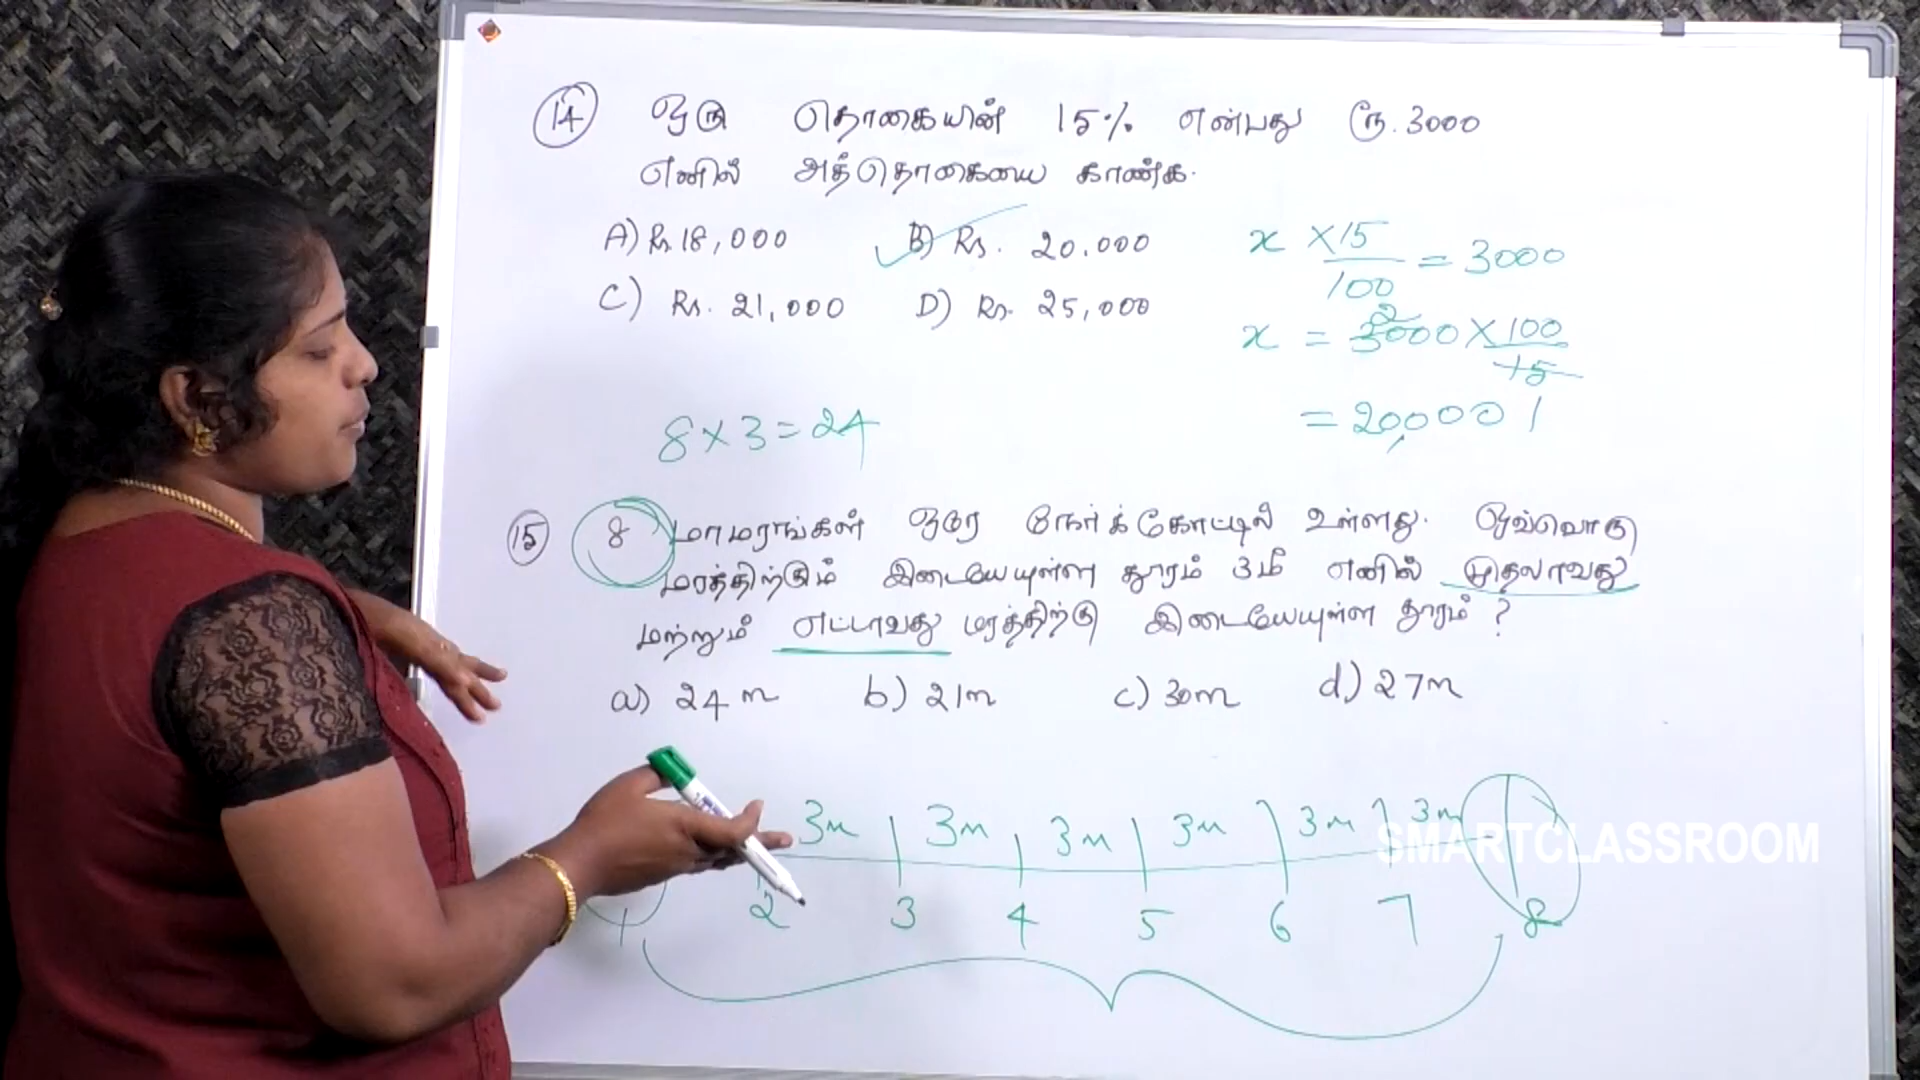 14 ஒரு தொகையின் 15% என்பது ரூ. 3000
எனில் அத்தொகையை காண்க.
A) Rs. 18,000 B) Rs. 20,000
C) Rs. 21,000 D) Rs. 25,000
x × 15/100 = 3000
x = 3000 × 100/15
2
= 20,000 /
8 × 3 = 24
15 8 மாமரங்கள் ஒரே நேர்க்கோட்டில் உள்ளது. ஒவ்வொரு
மரத்திற்கும் இடையேயுள்ள தூரம் 3மீ எனில் முதலாவது
மற்றும் எட்டாவது மரத்திற்கு இடையேயுள்ள தூரம் ?
a) 24m b) 21m c) 30m d) 27m
3m 3m 3m 3m 3m 3m
SMARTCLASSROOM
1 2 3 4 5 6 7 8